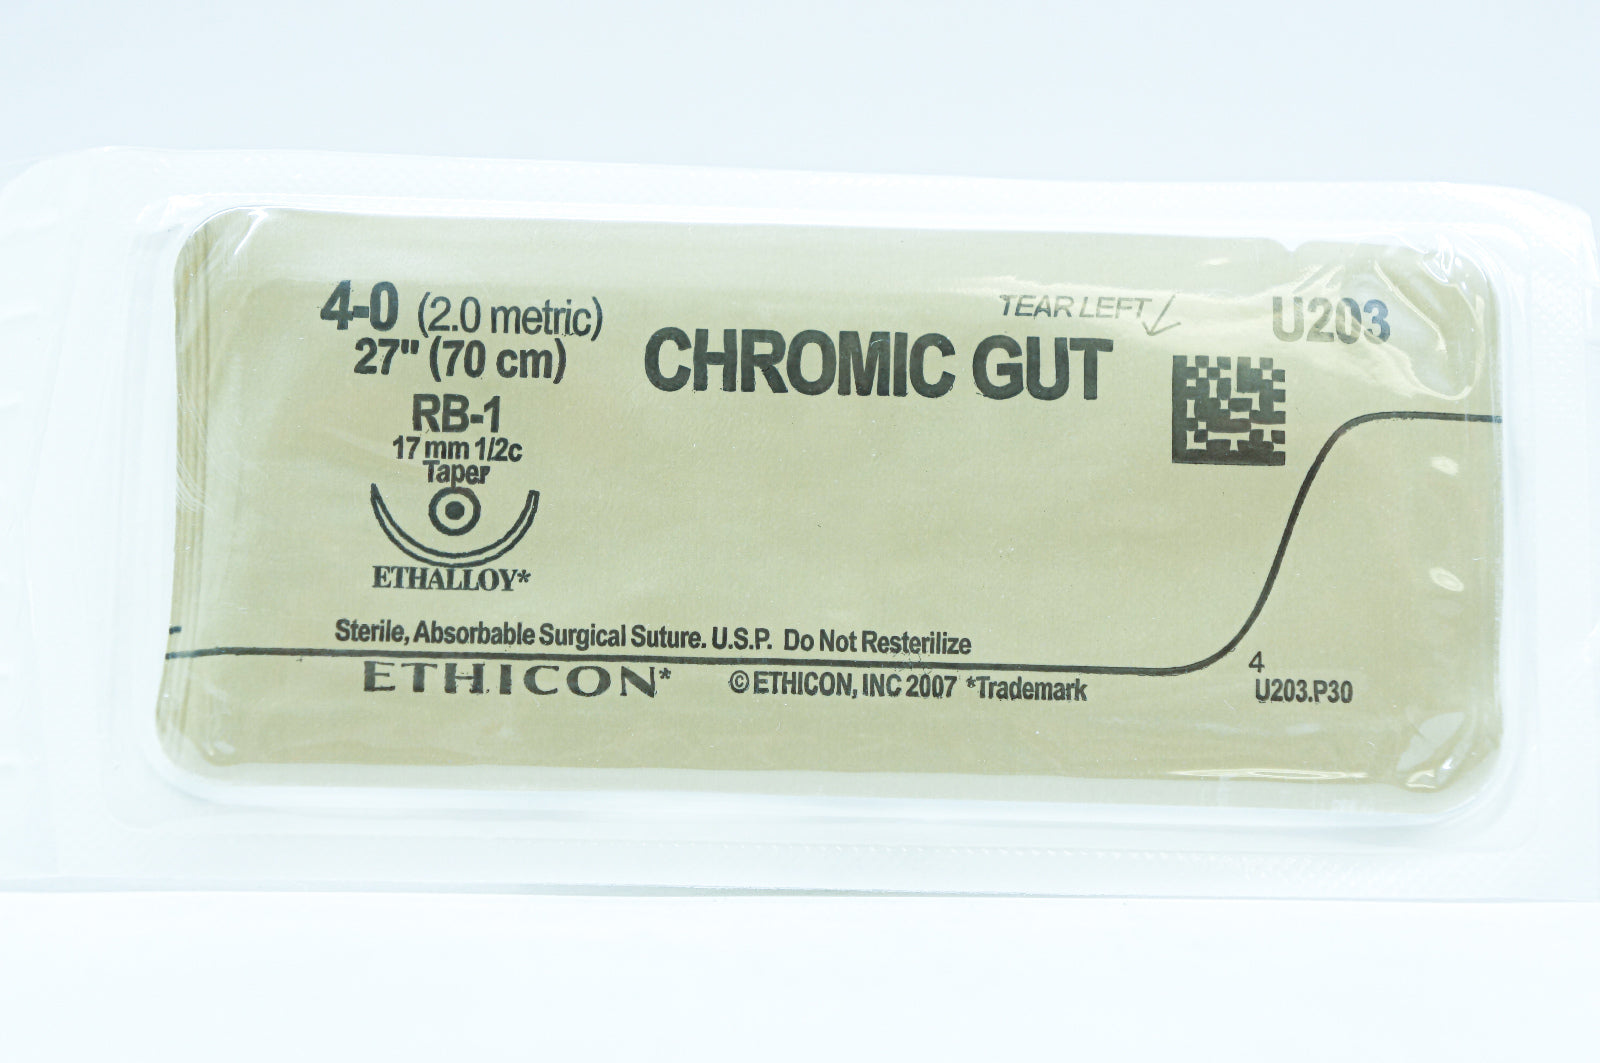 4-0 (2.0 metric)
27" (70 cm)
RB-1
17 mm 1/2c
Taper
ETHALLOY*
CHROMIC GUT
TEAR LEFT
U203
Sterile, Absorbable Surgical Suture. U.S.P. Do Not Resterilize
ETHICON* ©ETHICON, INC 2007 *Trademark
4
U203.P30